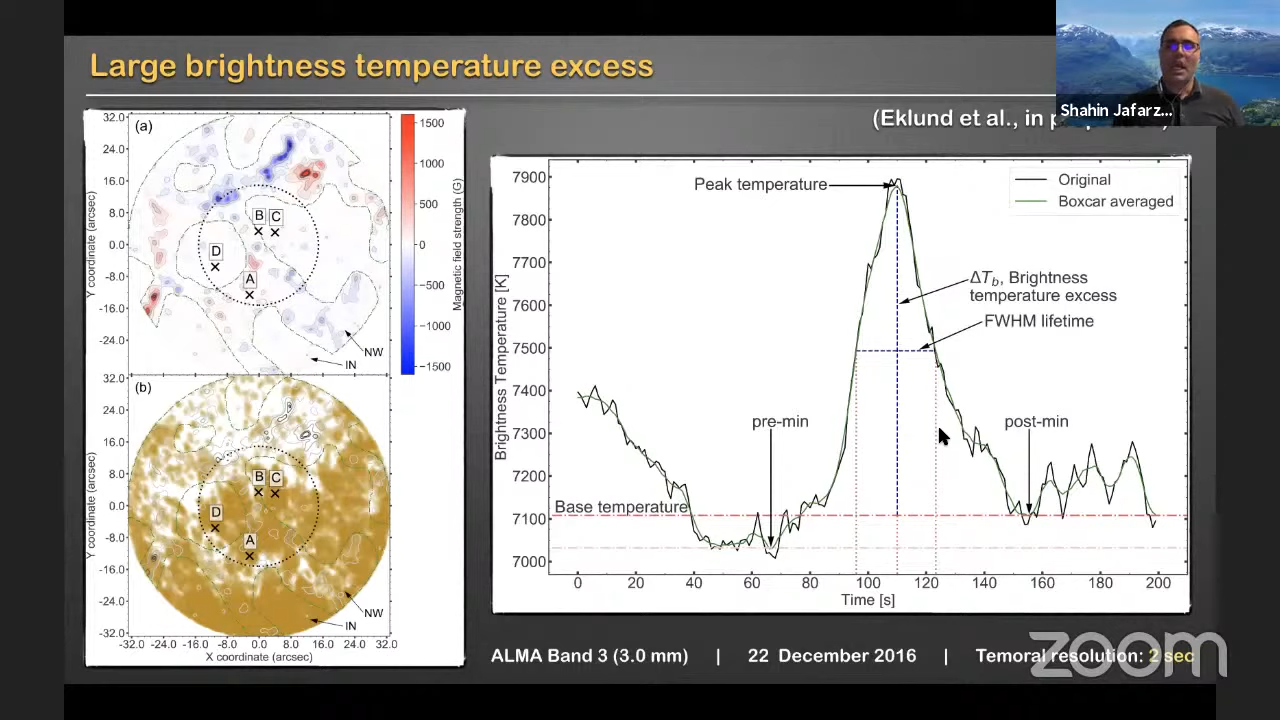 Large brightness temperature excess
Shahin Jafarz...
(Eklund et al., in p
(a)
32.0
24.0
16.0
8.0
0.0
-8.0
-16.0
-24.0
Y coordinate (arcsec)
B C
D
A
NW
IN
1500
1000
500
0
−500
−1000
−1500
Magnetic field strength (G)
(b)
32.0
24.0
16.0
8.0
0.0
-8.0
-16.0
-24.0
-32.0
Y coordinate (arcsec)
B C
D
A
NW
IN
-32.0 -24.0 -16.0 -8.0 0.0 8.0 16.0 24.0 32.0
X coordinate (arcsec)
Brightness Temperature [K]
7900
7800
7700
7600
7500
7400
7300
7200
7100
7000
Peak temperature
Original
Boxcar averaged
ΔTb, Brightness
temperature excess
FWHM lifetime
pre-min
post-min
Base temperature
0 20 40 60 80 100 120 140 160 180 200
Time [s]
ALMA Band 3 (3.0 mm) | 22 December 2016 | Temoral resolution: 2 sec
zoom